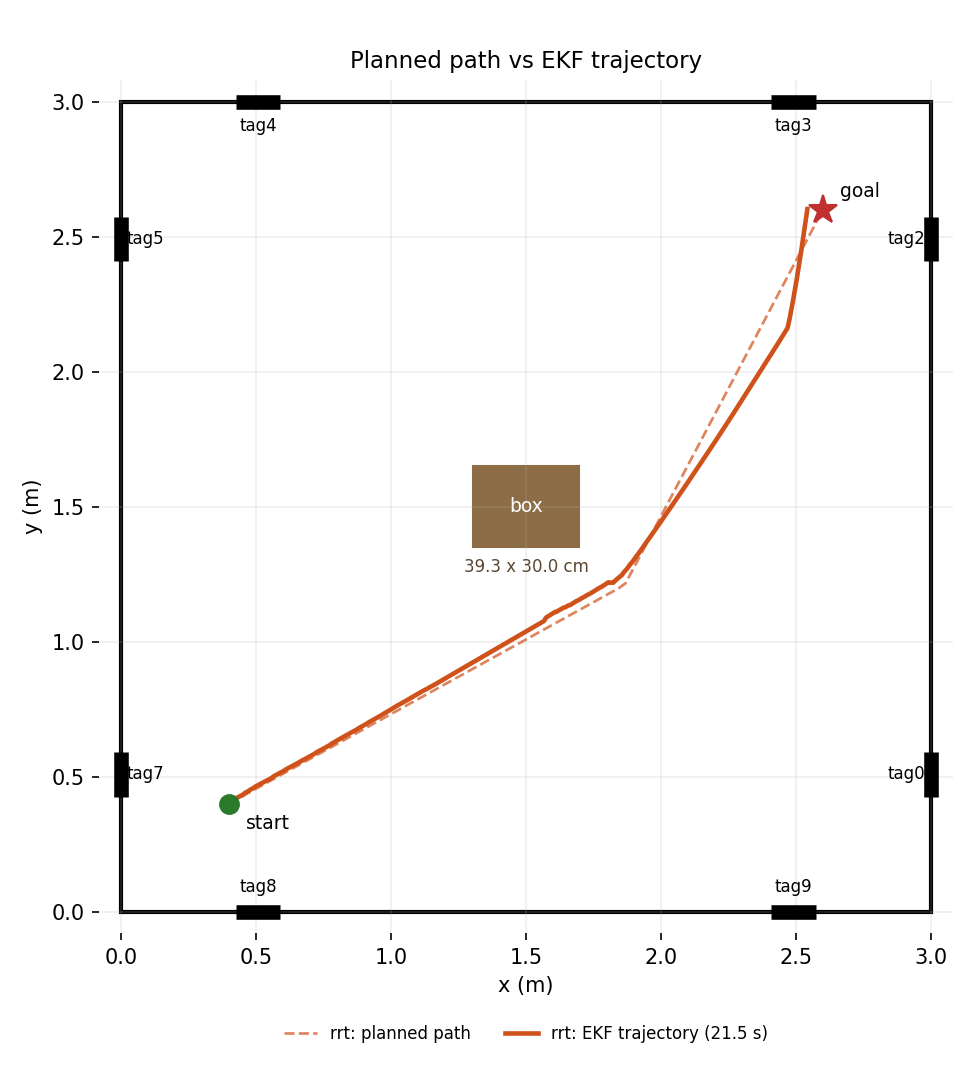 Planned path vs EKF trajectory
3.0
tag4
tag3
goal
tag5
2.5
tag2
2.0
y (m)
1.5
box
39.3 x 30.0 cm
1.0
tag7
0.5
tag0
start
tag8
tag9
0.0
0.0 0.5 1.0 1.5 2.0 2.5 3.0
x (m)
rrt: planned path
rrt: EKF trajectory (21.5 s)